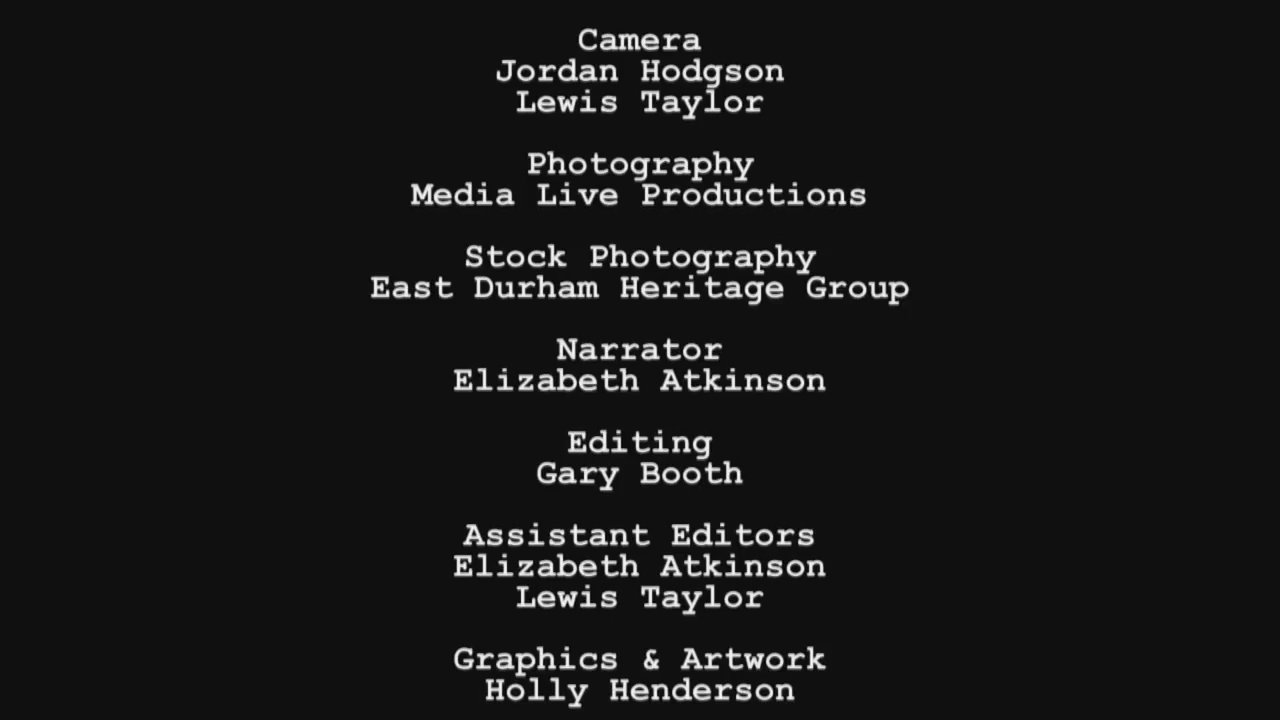 Camera
Jordan Hodgson
Lewis Taylor
Photography
Media Live Productions
Stock Photography
East Durham Heritage Group
Narrator
Elizabeth Atkinson
Editing
Gary Booth
Assistant Editors
Elizabeth Atkinson
Lewis Taylor
Graphics & Artwork
Holly Henderson